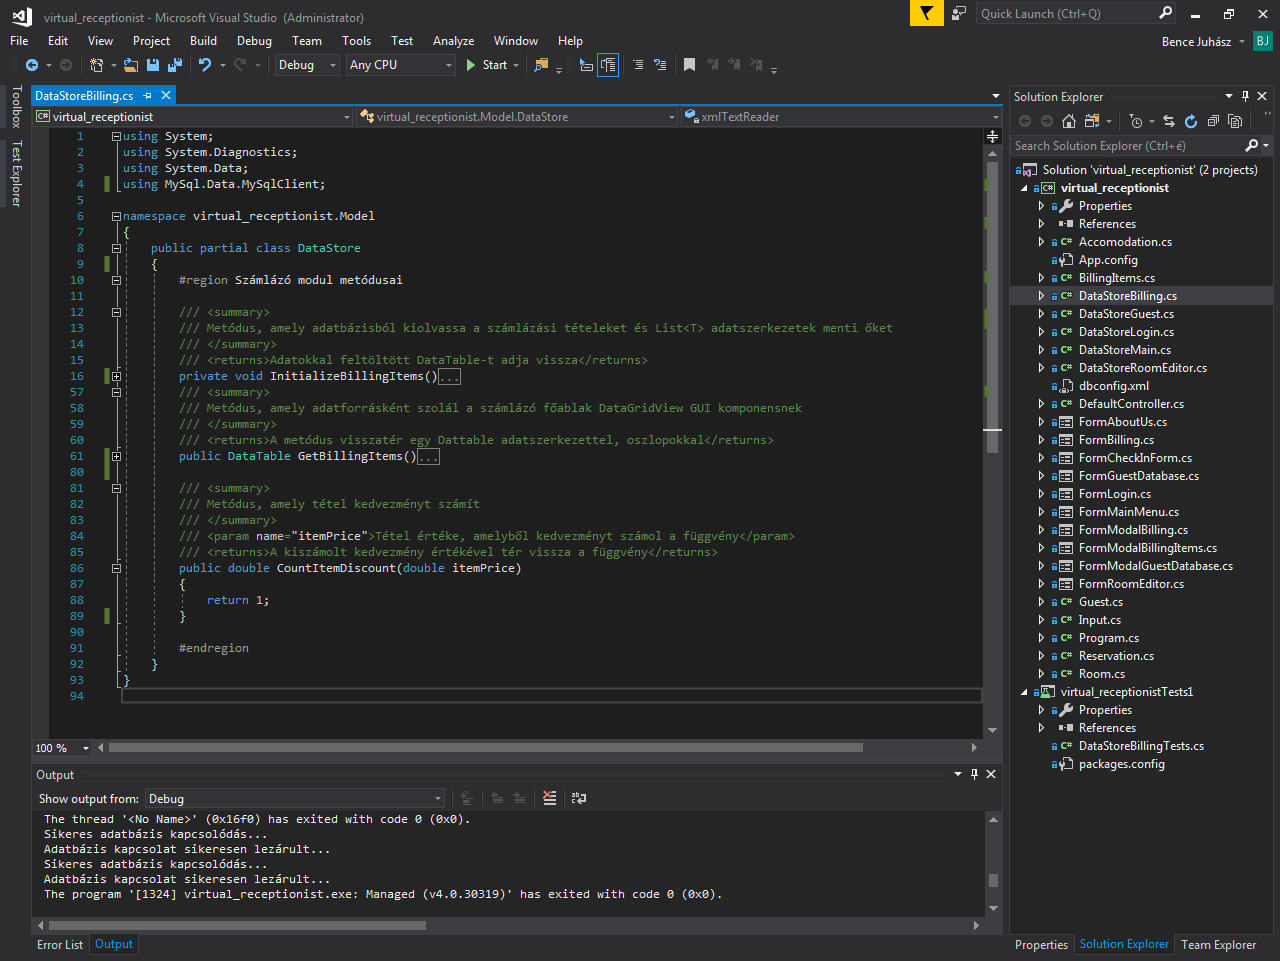 virtual_receptionist - Microsoft Visual Studio (Administrator)
Quick Launch (Ctrl+Q)
File Edit View Project Build Debug Team Tools Test Analyze Window Help
Bence Juhász BJ
Debug Any CPU Start
Toolbox
Test Explorer
DataStoreBilling.cs
virtual_receptionist virtual_receptionist.Model.DataStore xmlTextReader
1 using System;
2 using System.Diagnostics;
3 using System.Data;
4 using MySql.Data.MySqlClient;
5
6 namespace virtual_receptionist.Model
7 {
8 public partial class DataStore
9 {
10 #region Számlázó modul metódusai
11
12 /// <summary>
13 /// Metódus, amely adatbázisból kiolvassa a számlázási tételeket és List<T> adatszerkezetek menti őket
14 /// </summary>
15 /// <returns>Adatokkal feltöltött DataTable-t adja vissza</returns>
16 private void InitializeBillingItems()...
57 /// <summary>
58 /// Metódus, amely adatforrásként szolál a számlázó főablak DataGridView GUI komponensnek
59 /// </summary>
60 /// <returns>A metódus visszatér egy Dattable adatszerkezettel, oszlopokkal</returns>
61 public DataTable GetBillingItems()...
80
81 /// <summary>
82 /// Metódus, amely tétel kedvezményt számít
83 /// </summary>
84 /// <param name="itemPrice">Tétel értéke, amelyből kedvezményt számol a függvény</param>
85 /// <returns>A kiszámolt kedvezmény értékével tér vissza a függvény</returns>
86 public double CountItemDiscount(double itemPrice)
87 {
88 return 1;
89 }
90
91 #endregion
92 }
93 }
94
100 %
Output
Show output from: Debug
The thread '<No Name>' (0x16f0) has exited with code 0 (0x0).
Sikeres adatbázis kapcsolódás...
Adatbázis kapcsolat sikeresen lezárult...
Sikeres adatbázis kapcsolódás...
Adatbázis kapcsolat sikeresen lezárult...
The program '[1324] virtual_receptionist.exe: Managed (v4.0.30319)' has exited with code 0 (0x0).
Error List Output
Solution Explorer
Search Solution Explorer (Ctrl+é)
Solution 'virtual_receptionist' (2 projects)
virtual_receptionist
Properties
References
Accomodation.cs
App.config
BillingItems.cs
DataStoreBilling.cs
DataStoreGuest.cs
DataStoreLogin.cs
DataStoreMain.cs
DataStoreRoomEditor.cs
dbconfig.xml
DefaultController.cs
FormAboutUs.cs
FormBilling.cs
FormCheckInForm.cs
FormGuestDatabase.cs
FormLogin.cs
FormMainMenu.cs
FormModalBilling.cs
FormModalBillingItems.cs
FormModalGuestDatabase.cs
FormRoomEditor.cs
Guest.cs
Input.cs
Program.cs
Reservation.cs
Room.cs
virtual_receptionistTests1
Properties
References
DataStoreBillingTests.cs
packages.config
Properties Solution Explorer Team Explorer